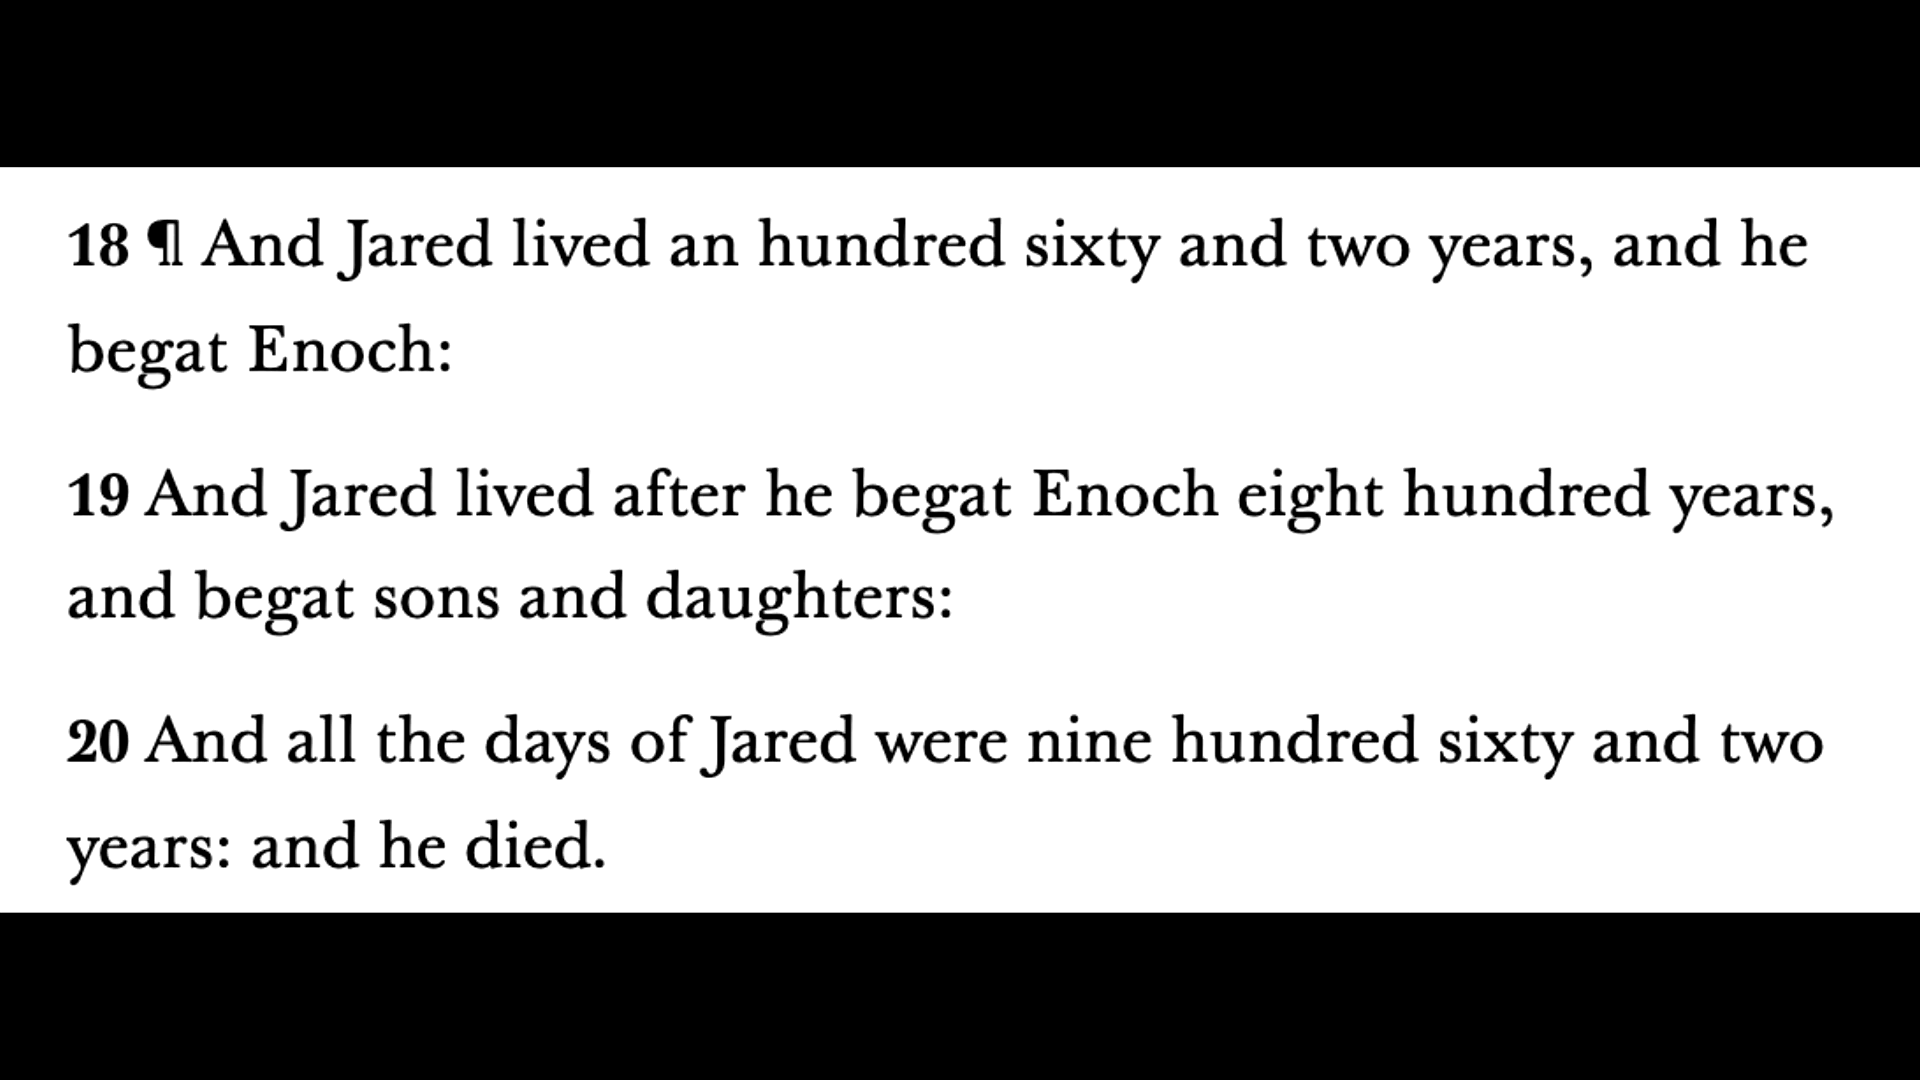 18 ¶ And Jared lived an hundred sixty and two years, and he
begat Enoch:
19 And Jared lived after he begat Enoch eight hundred years,
and begat sons and daughters:
20 And all the days of Jared were nine hundred sixty and two
years: and he died.